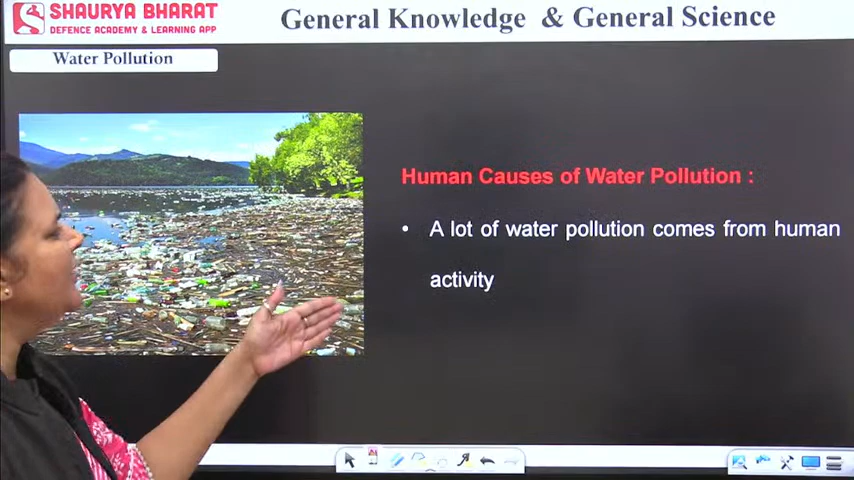 SHAURYA BHARAT
DEFENCE ACADEMY & LEARNING APP
General Knowledge & General Science
Water Pollution
Human Causes of Water Pollution :
• A lot of water pollution comes from human
activity